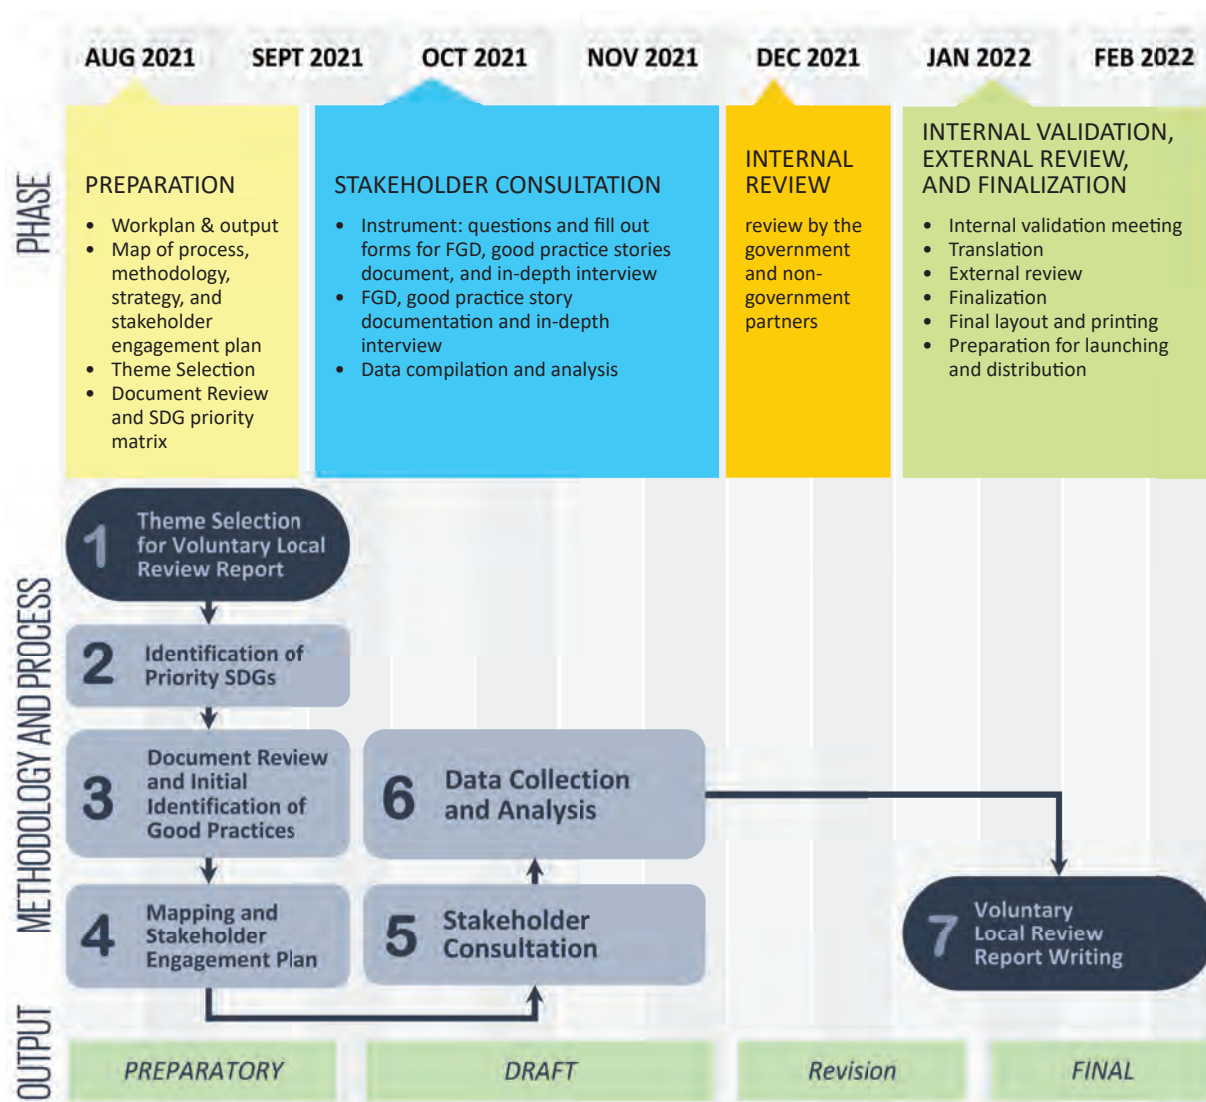 AUG 2021
SEPT 2021
OCT 2021
NOV 2021
DEC 2021
JAN 2022
FEB 2022
PHASE
PREPARATION
• Workplan & output
• Map of process,
methodology,
strategy, and
stakeholder
engagement plan
• Theme Selection
• Document Review
and SDG priority
matrix
STAKEHOLDER CONSULTATION
• Instrument: questions and fill out
forms for FGD, good practice stories
document, and in-depth interview
• FGD, good practice story
documentation and in-depth
interview
• Data compilation and analysis
INTERNAL
REVIEW
review by the
government
and non-
government
partners
INTERNAL VALIDATION,
EXTERNAL REVIEW,
AND FINALIZATION
• Internal validation meeting
• Translation
• External review
• Finalization
• Final layout and printing
• Preparation for launching
and distribution
METHODOLOGY AND PROCESS
1
Theme Selection
for Voluntary Local
Review Report
2
Identification of
Priority SDGs
3
Document Review
and Initial
Identification of
Good Practices
4
Mapping and
Stakeholder
Engagement Plan
5
Stakeholder
Consultation
6
Data Collection
and Analysis
7
Voluntary
Local Review
Report Writing
OUTPUT
PREPARATORY
DRAFT
Revision
FINAL